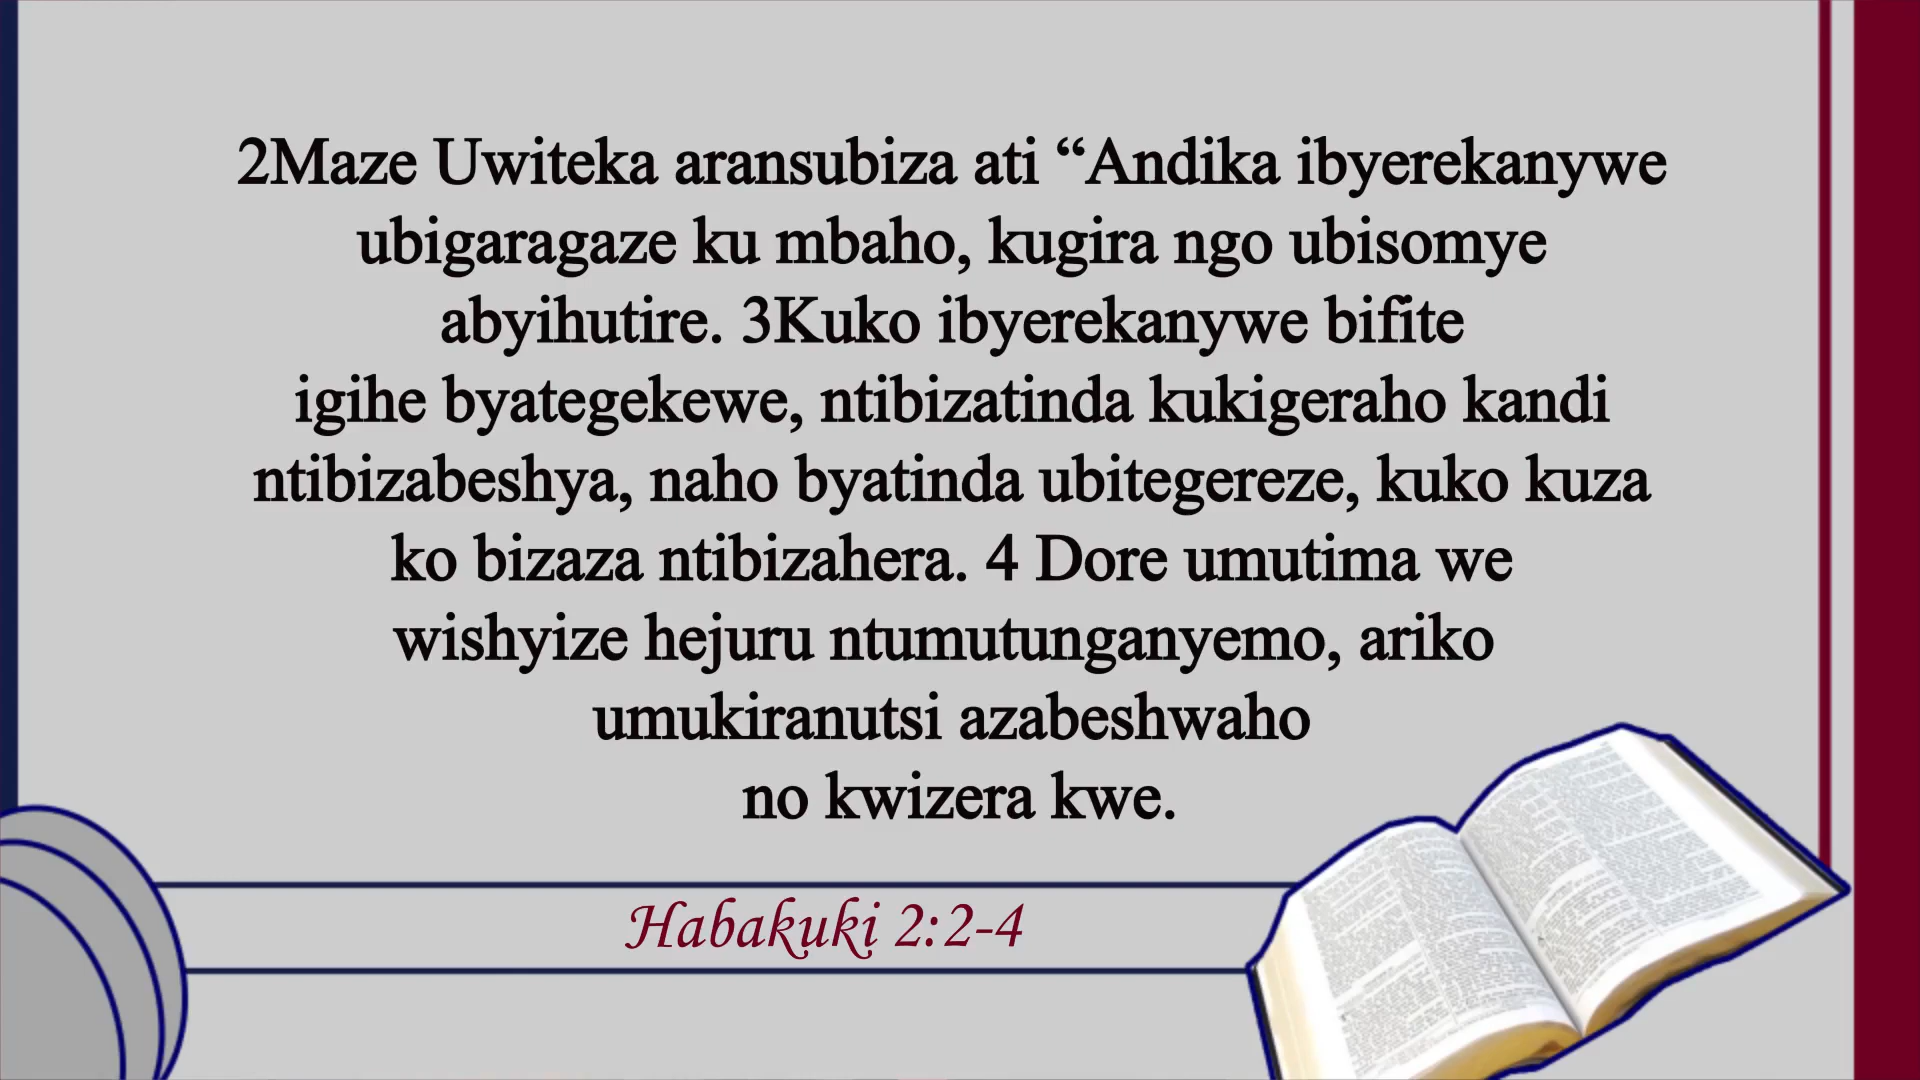 2Maze Uwiteka aransubiza ati “Andika ibyerekanywe
ubigaragaze ku mbaho, kugira ngo ubisomye
abyihutire. 3Kuko ibyerekanywe bifite
igihe byategekewe, ntibizatinda kukigeraho kandi
ntibizabeshya, naho byatinda ubitegereze, kuko kuza
ko bizaza ntibizahera. 4 Dore umutima we
wishyize hejuru ntumutunganyemo, ariko
umukiranutsi azabeshwaho
no kwizera kwe.
Habakuki 2:2-4